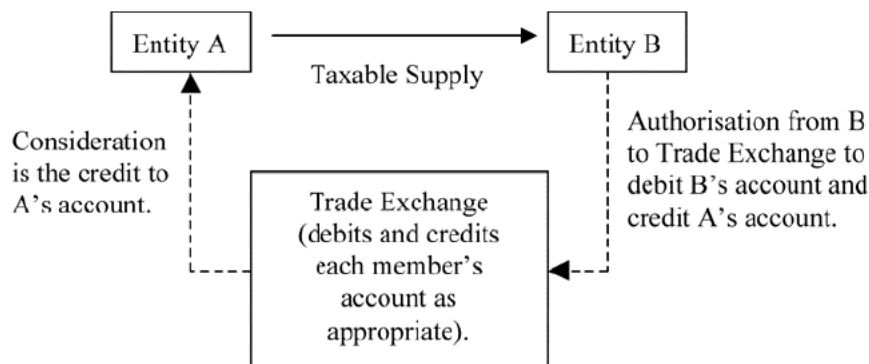 Entity A
Entity B
Taxable Supply
Consideration
is the credit to
A’s account.
Authorisation from B
to Trade Exchange to
debit B’s account and
credit A’s account.
Trade Exchange
(debits and credits
each member’s
account as
appropriate).